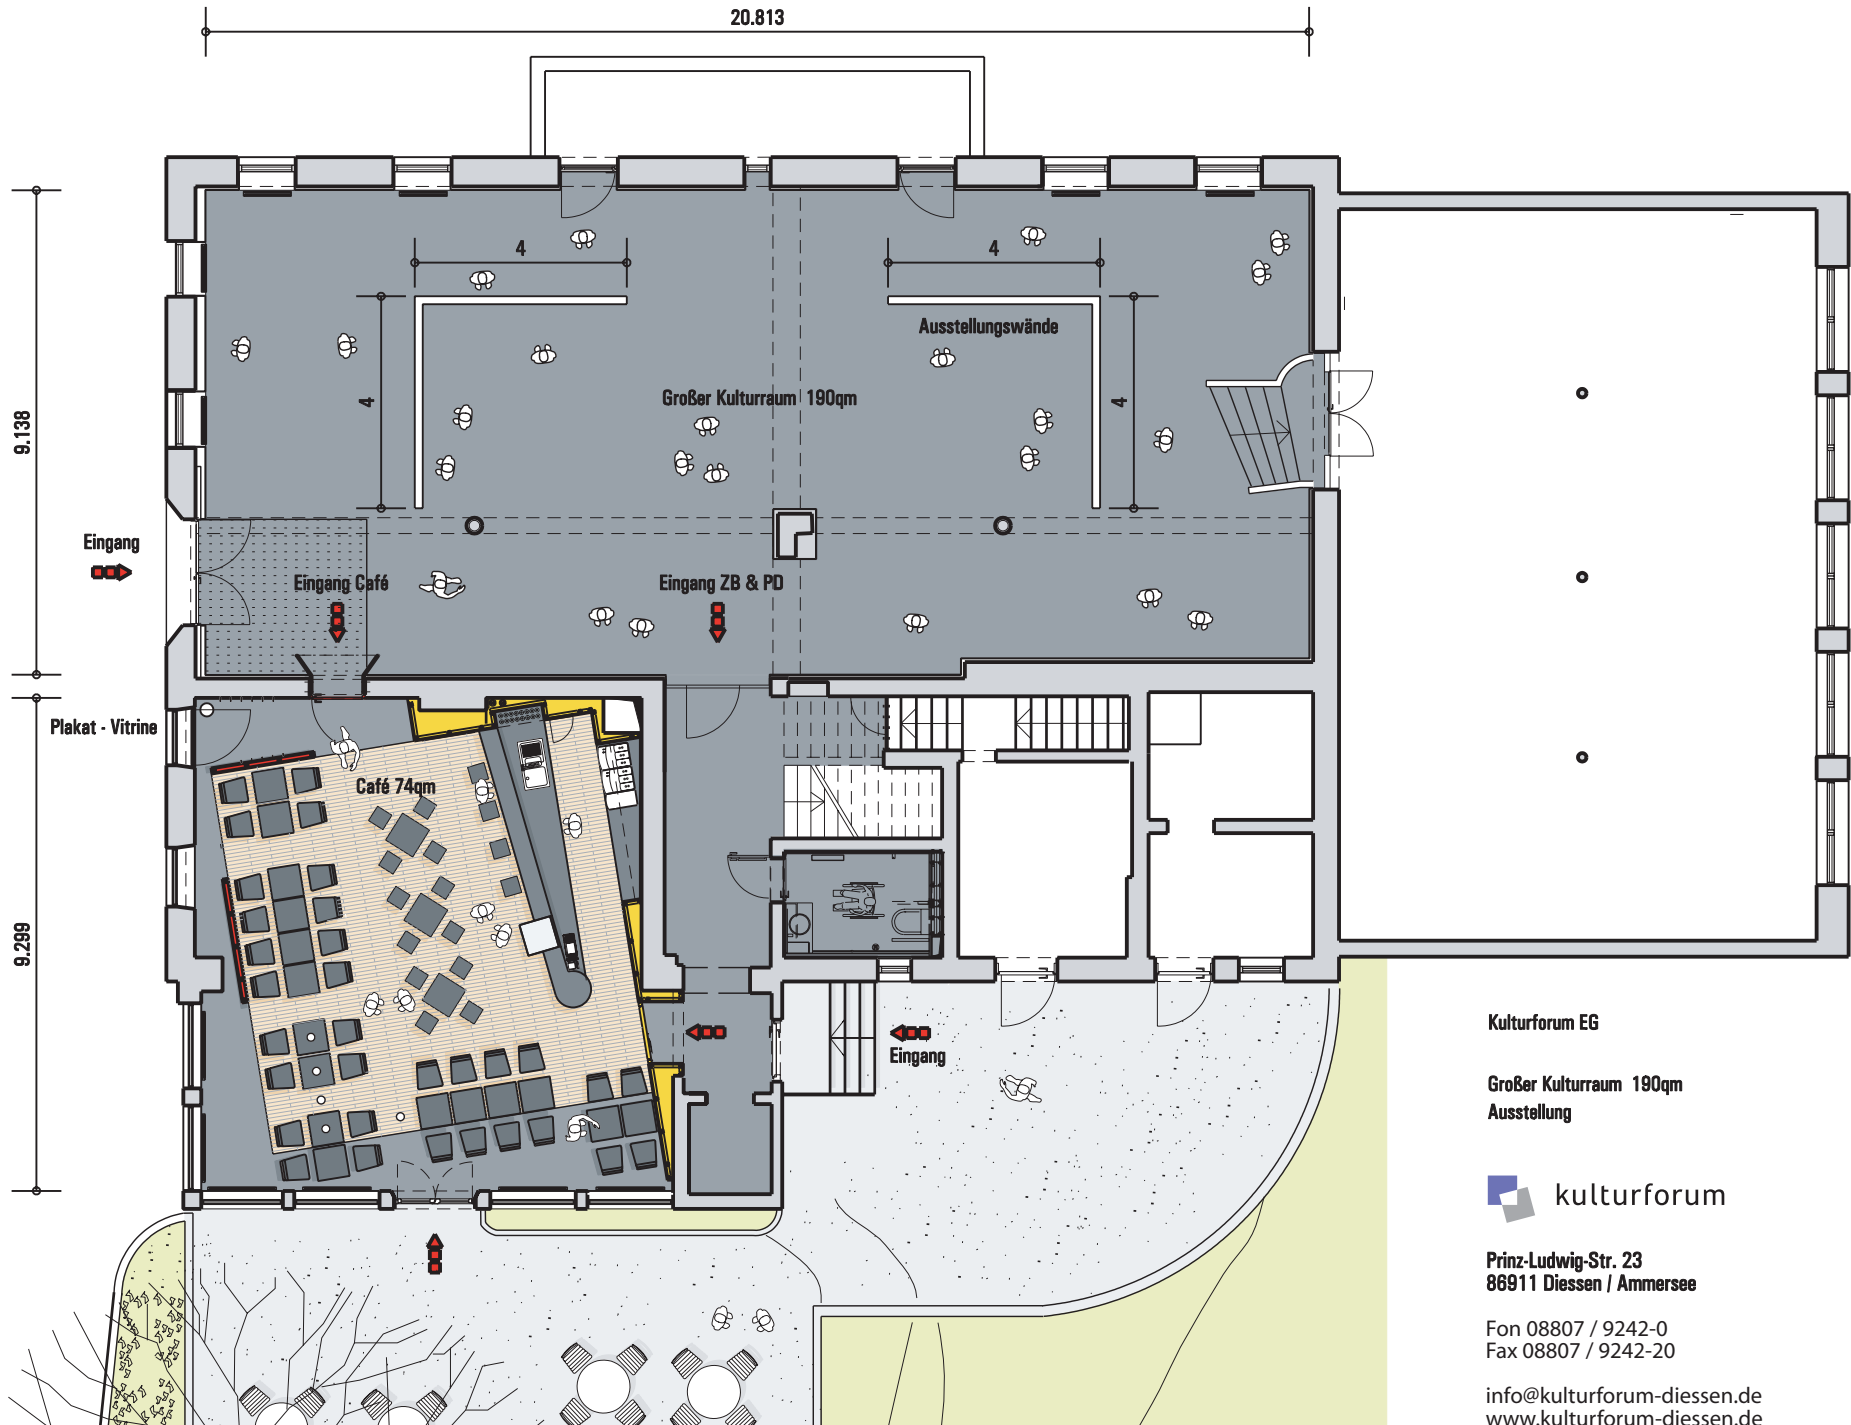 20.813
4
4
Ausstellungswände
Großer Kulturraum 190qm
4
4
9.138
Eingang
Eingang Café
Eingang ZB & PD
Plakat - Vitrine
Café 74qm
9.299
Eingang
Kulturforum EG
Großer Kulturraum 190qm
Ausstellung
kulturforum
Prinz-Ludwig-Str. 23
86911 Diessen / Ammersee
Fon 08807 / 9242-0
Fax 08807 / 9242-20
info@kulturforum-diessen.de
www.kulturforum-diessen.de